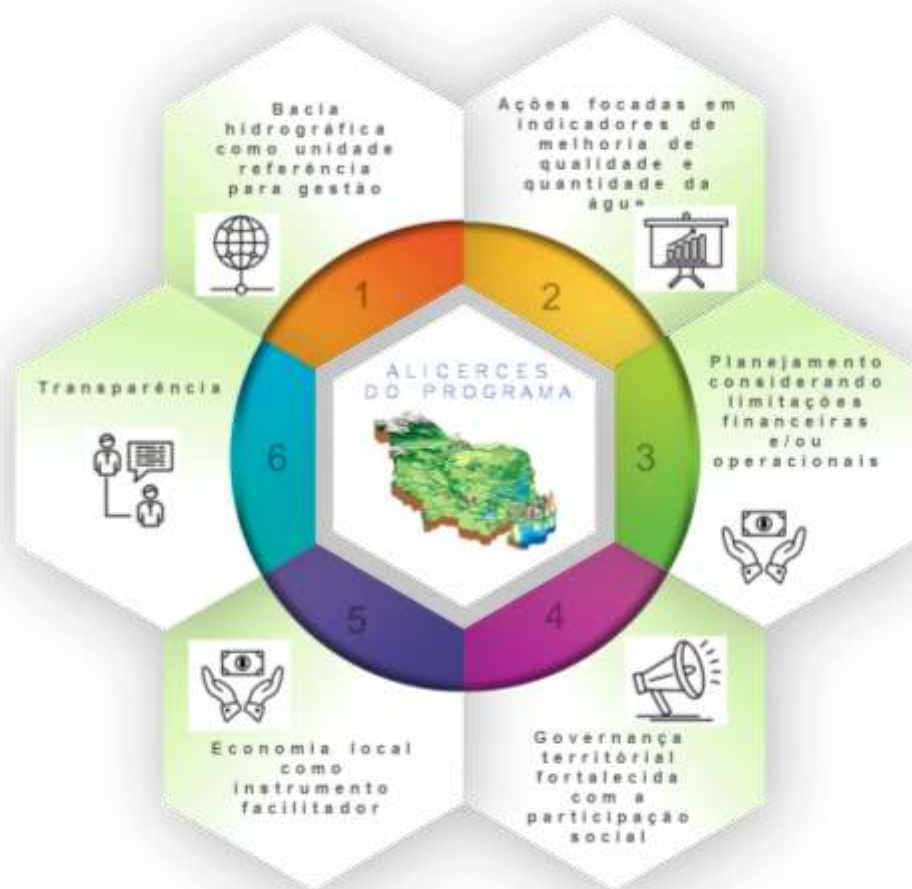 ALICERCES
DO PROGRAMA
1
Bacia
hidrográfica
como unidade
referência
para gestão
2
Ações focadas em
indicadores de
melhoria de
qualidade e
quantidade da
água
3
Planejamento
considerando
limitações
financeiras
e/ou
operacionais
4
Governança
territórial
fortalecida
com a
participação
social
5
Economia local
como
instrumento
facilitador
6
Transparência